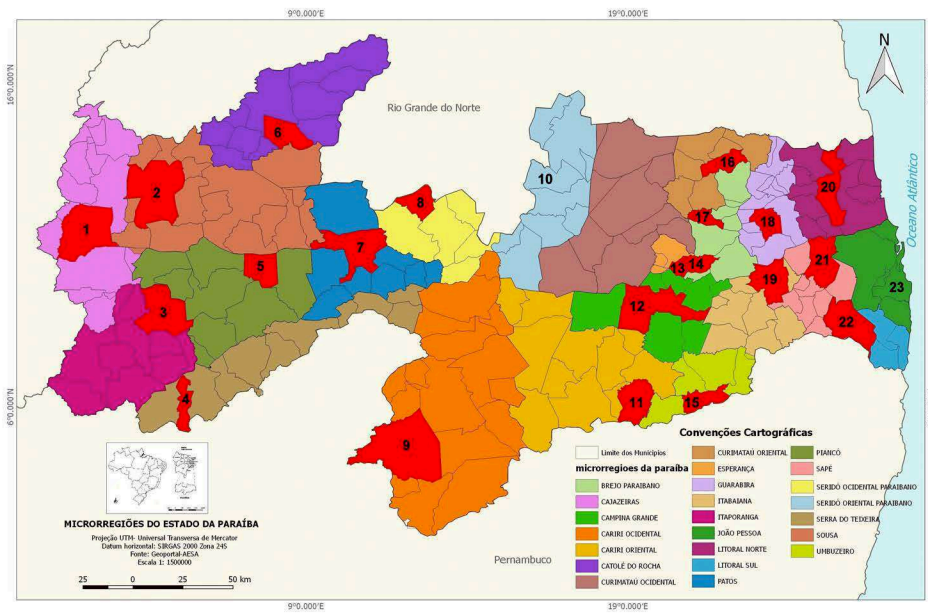 9°0.000'E
19°0.000'E
16°0.000'N
6°0.000'N
Rio Grande do Norte
Oceano Atlântico
N
1
2
3
4
5
6
7
8
9
10
11
12
13
14
15
16
17
18
19
20
21
22
23
Pernambuco
MICRORREGIÕES DO ESTADO DA PARAÍBA
Projeção UTM- Universal Transversa de Mercator
Datum horizontal: SIRGAS 2000 Zona 24S
Fonte: Geoportal-AESA
Escala 1: 1500000
25 0 25 50 km
Convenções Cartográficas
Limite dos Municípios
microrregioes da paraíba
BREJO PARAIBANO
CAJAZEIRAS
CAMPINA GRANDE
CARIRI OCIDENTAL
CARIRI ORIENTAL
CATOLÉ DO ROCHA
CURIMATAÚ OCIDENTAL
CURIMATAÚ ORIENTAL
ESPERANÇA
GUARABIRA
ITABAIANA
ITAPORANGA
JOÃO PESSOA
LITORAL NORTE
LITORAL SUL
PATOS
PIANCÓ
SAPÉ
SERIDÓ OCIDENTAL PARAIBANO
SERIDÓ ORIENTAL PARAIBANO
SERRA DO TEIXEIRA
SOUSA
UMBUZEIRO
9°0.000'E
19°0.000'E